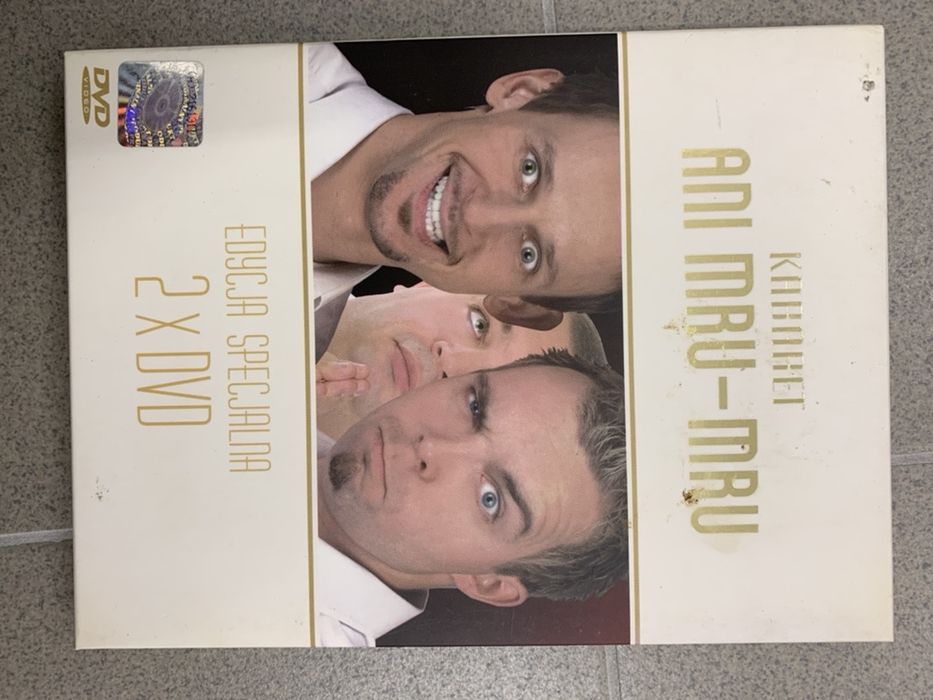 KABARET
ANI MRU-MRU
EDYCJA SPECJALNA
2 X DVD
DVD
VIDEO